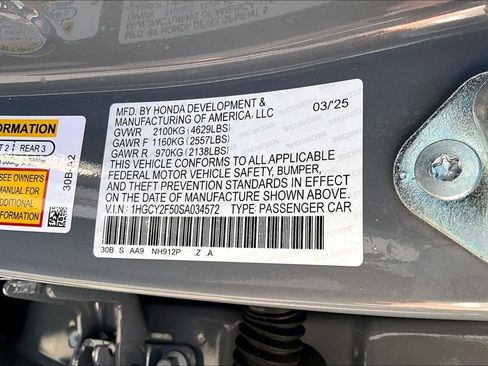 MFD. BY HONDA DEVELOPMENT & 03/'25
MANUFACTURING OF AMERICA, LLC
GVWR 2100KG (4629LBS)
GAWR F 1160KG (2557LBS)
GAWR R 970KG (2138LBS)
THIS VEHICLE CONFORMS TO ALL APPLICABLE
FEDERAL MOTOR VEHICLE SAFETY, BUMPER,
AND THEFT PREVENTION STANDARDS IN EFFECT
ON THE DATE OF MANUFACTURE SHOWN ABOVE.
V.I.N.: 1HGCY2F50SA034572 TYPE: PASSENGER CAR
30B S AA9 NH912P .Z .A
FORMATION
T 2 REAR 3
SEE OWNER'S
MANUAL FOR
ADDITIONAL
FORMATION
30B-A2